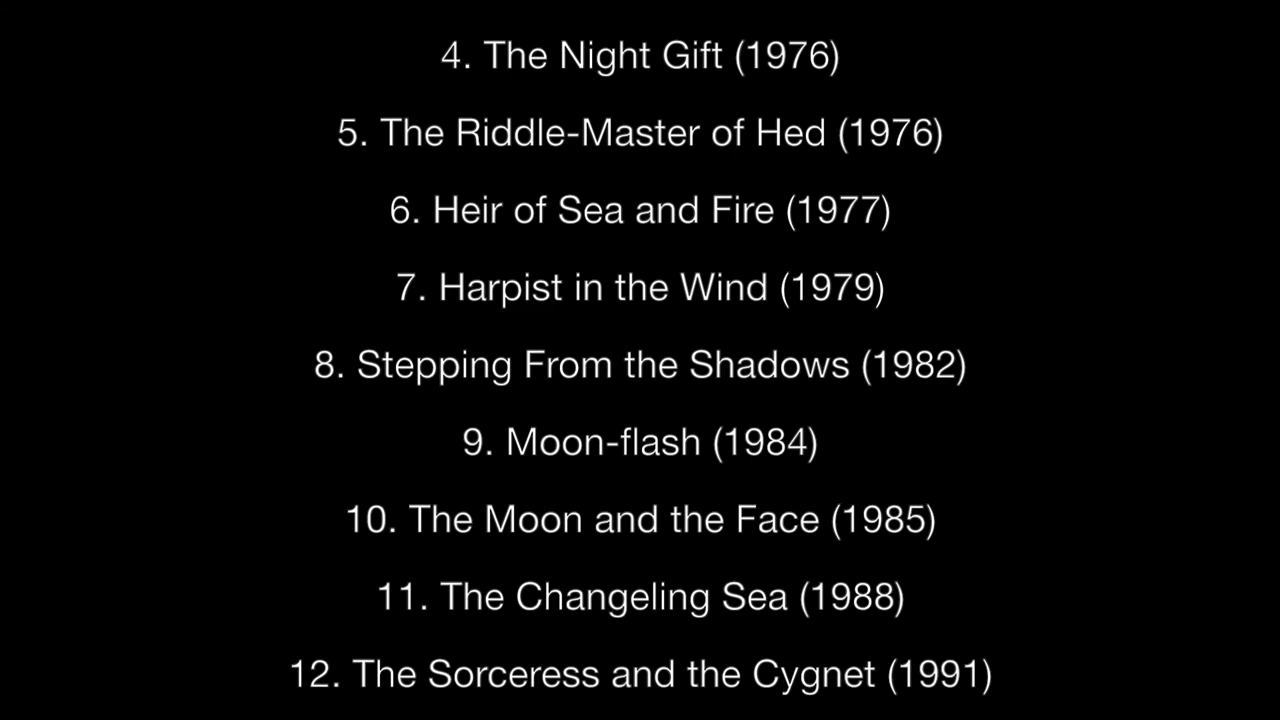 4. The Night Gift (1976)
5. The Riddle-Master of Hed (1976)
6. Heir of Sea and Fire (1977)
7. Harpist in the Wind (1979)
8. Stepping From the Shadows (1982)
9. Moon-flash (1984)
10. The Moon and the Face (1985)
11. The Changeling Sea (1988)
12. The Sorceress and the Cygnet (1991)